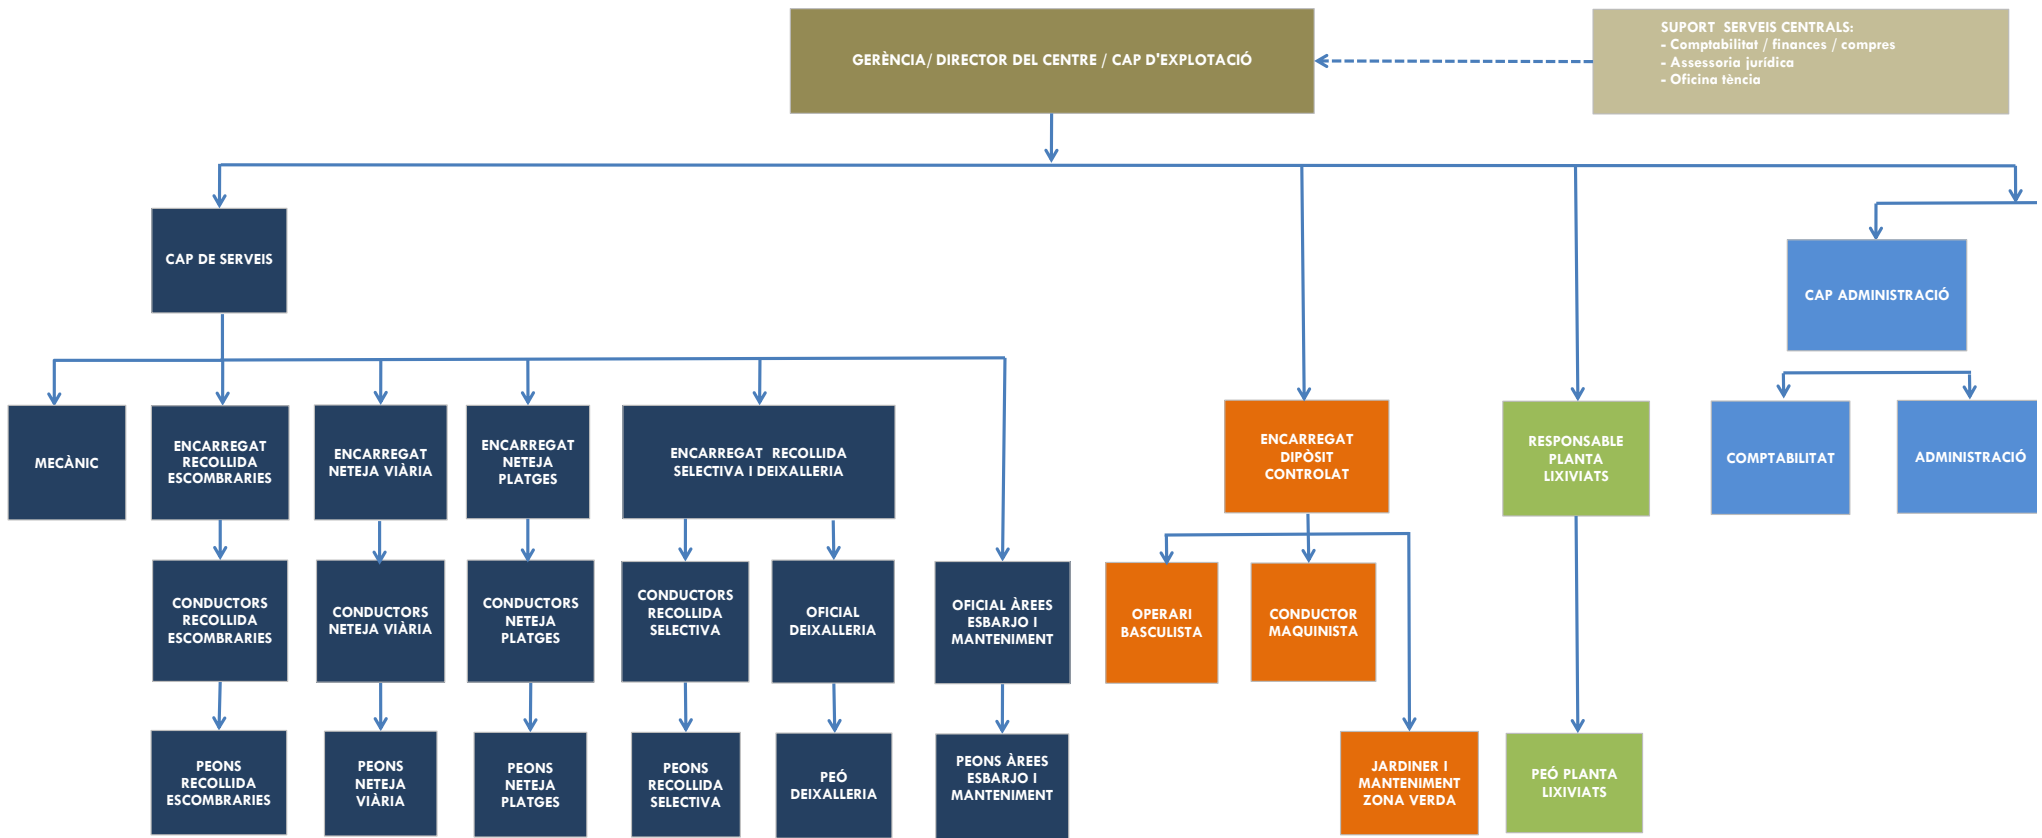 GERÈNCIA/ DIRECTOR DEL CENTRE / CAP D'EXPLOTACIÓ
SUPORT SERVEIS CENTRALS:
- Comptabilitat / finances / compres
- Assessoria jurídica
- Oficina tència
CAP DE SERVEIS
CAP ADMINISTRACIÓ
MECÀNIC
ENCARREGAT
RECOLLIDA
ESCOMBRARIES
ENCARREGAT
NETEJA VIÀRIA
ENCARREGAT
NETEJA
PLATGES
ENCARREGAT RECOLLIDA
SELECTIVA I DEIXALLERIA
ENCARREGAT
DIPÒSIT
CONTROLAT
RESPONSABLE
PLANTA
LIXIVIATS
COMPTABILITAT
ADMINISTRACIÓ
CONDUCTORS
RECOLLIDA
ESCOMBRARIES
CONDUCTORS
NETEJA VIÀRIA
CONDUCTORS
NETEJA
PLATGES
CONDUCTORS
RECOLLIDA
SELECTIVA
OFICIAL
DEIXALLERIA
OFICIAL ÀREES
ESBARJO I
MANTENIMENT
OPERARI
BASCULISTA
CONDUCTOR
MAQUINISTA
PEONS
RECOLLIDA
ESCOMBRARIES
PEONS
NETEJA
VIÀRIA
PEONS
NETEJA
PLATGES
PEONS
RECOLLIDA
SELECTIVA
PEÓ
DEIXALLERIA
PEONS ÀREES
ESBARJO I
MANTENIMENT
JARDINER I
MANTENIMENT
ZONA VERDA
PEÓ PLANTA
LIXIVIATS